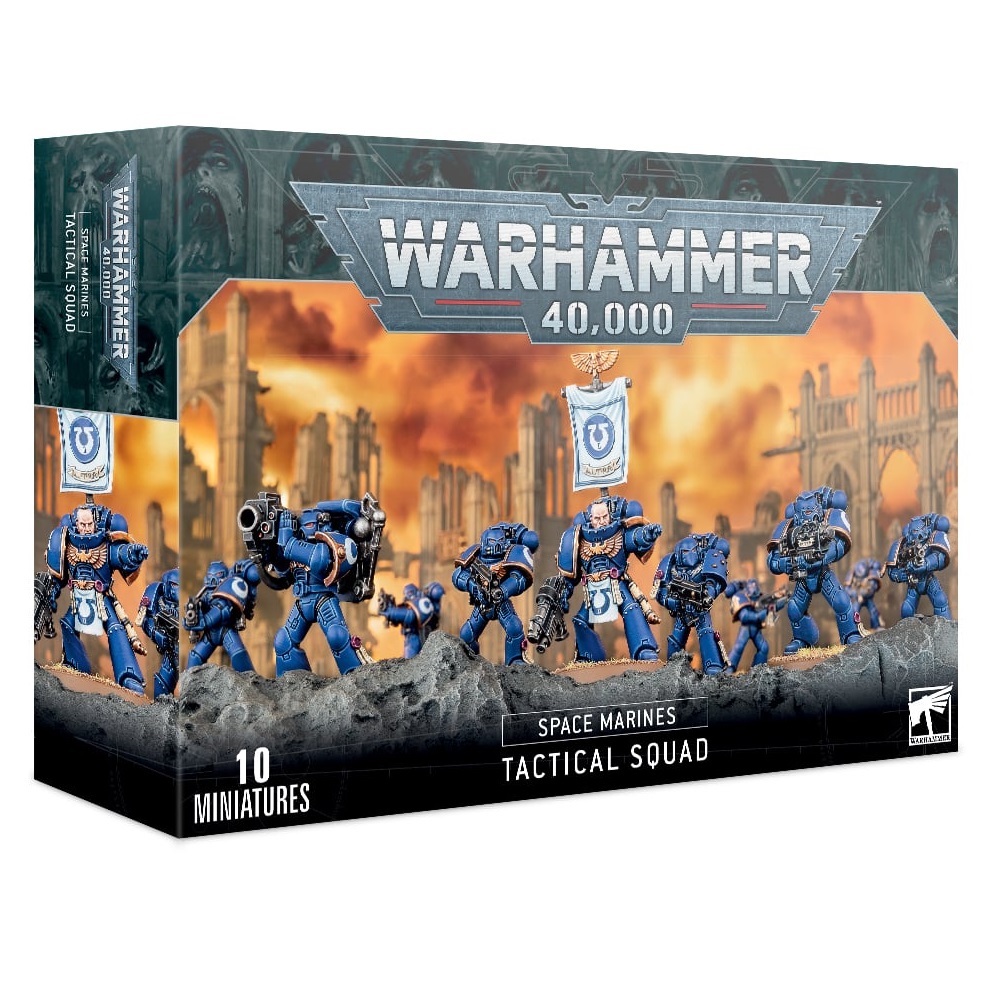 WARHAMMER
40,000
SPACE MARINES
TACTICAL SQUAD
WARHAMMER
40,000
SPACE MARINES
TACTICAL SQUAD
10
MINIATURES
WARHAMMER